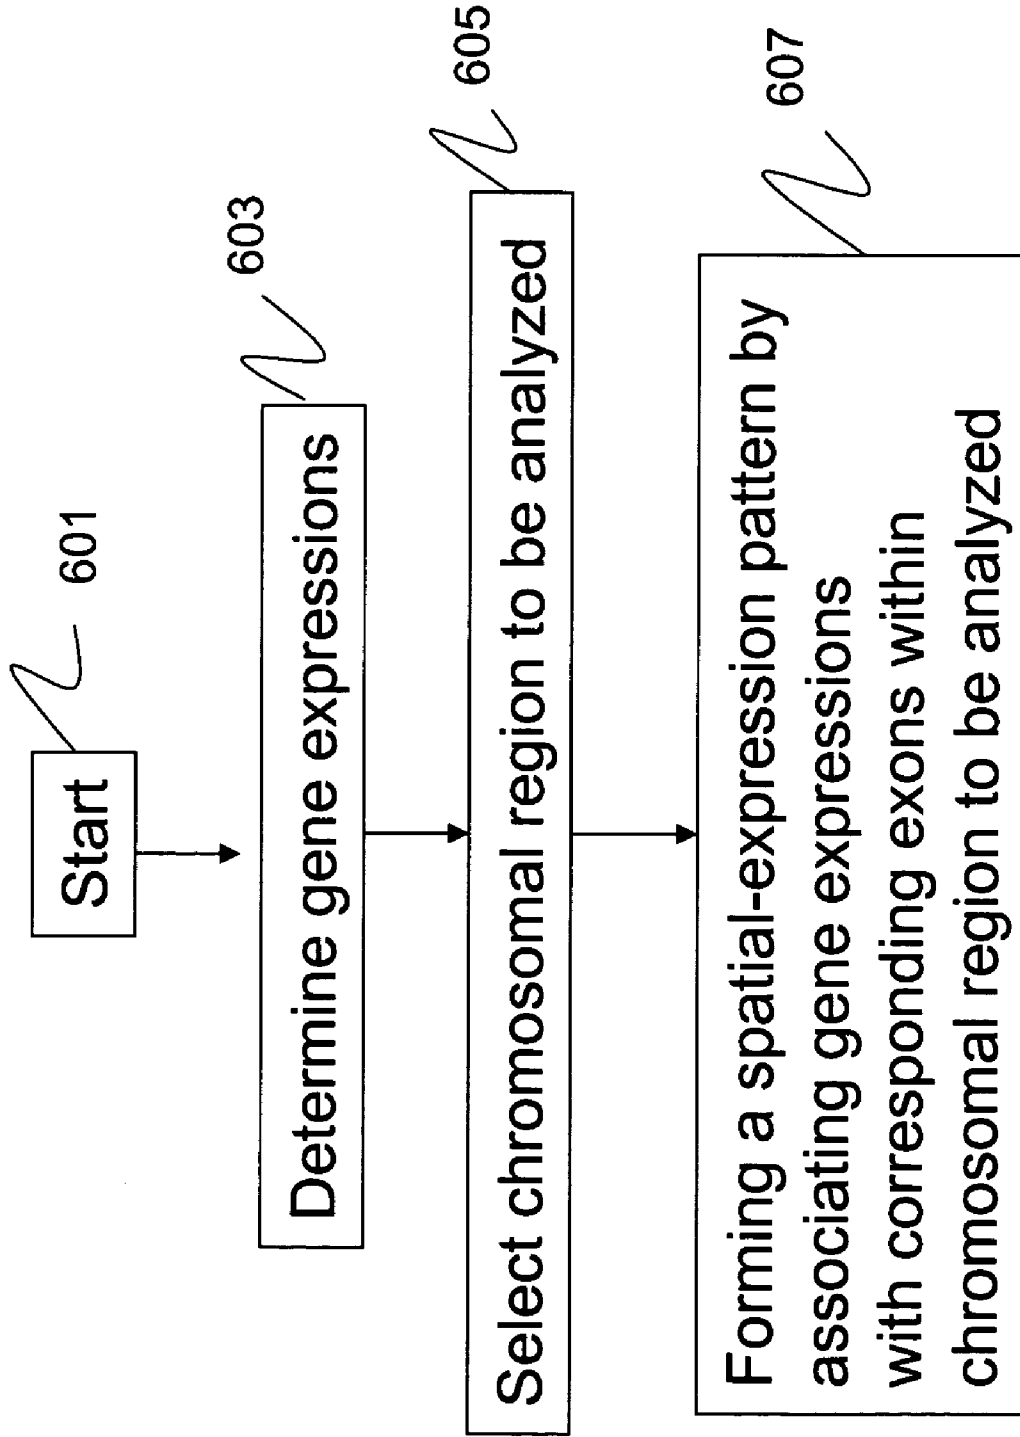 Start
601
Determine gene expressions
603
Select chromosomal region to be analyzed
605
Forming a spatial-expression pattern by
associating gene expressions
with corresponding exons within
chromosomal region to be analyzed
607